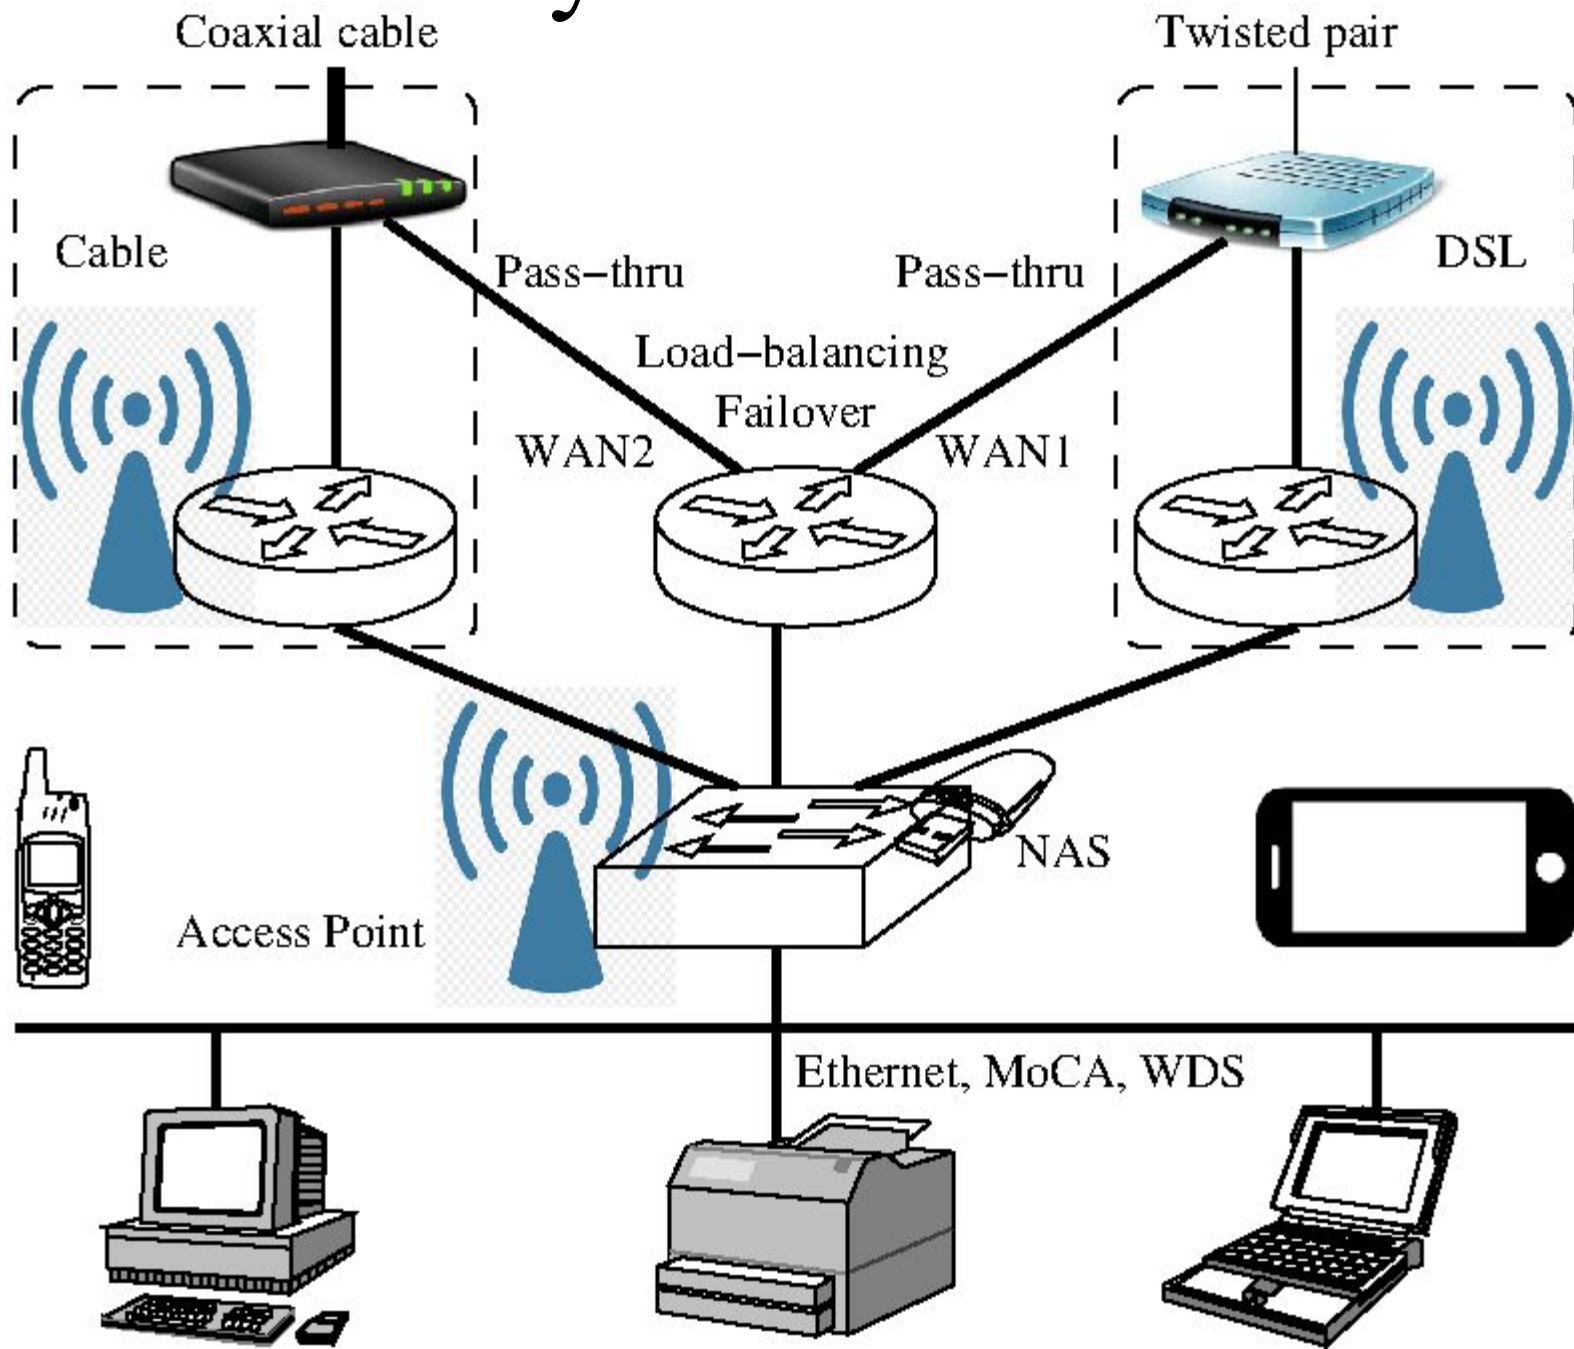 Coaxial cable
Twisted pair
Cable
Pass−thru
Pass−thru
DSL
Load−balancing
Failover
WAN2
WAN1
NAS
Access Point
Ethernet, MoCA, WDS